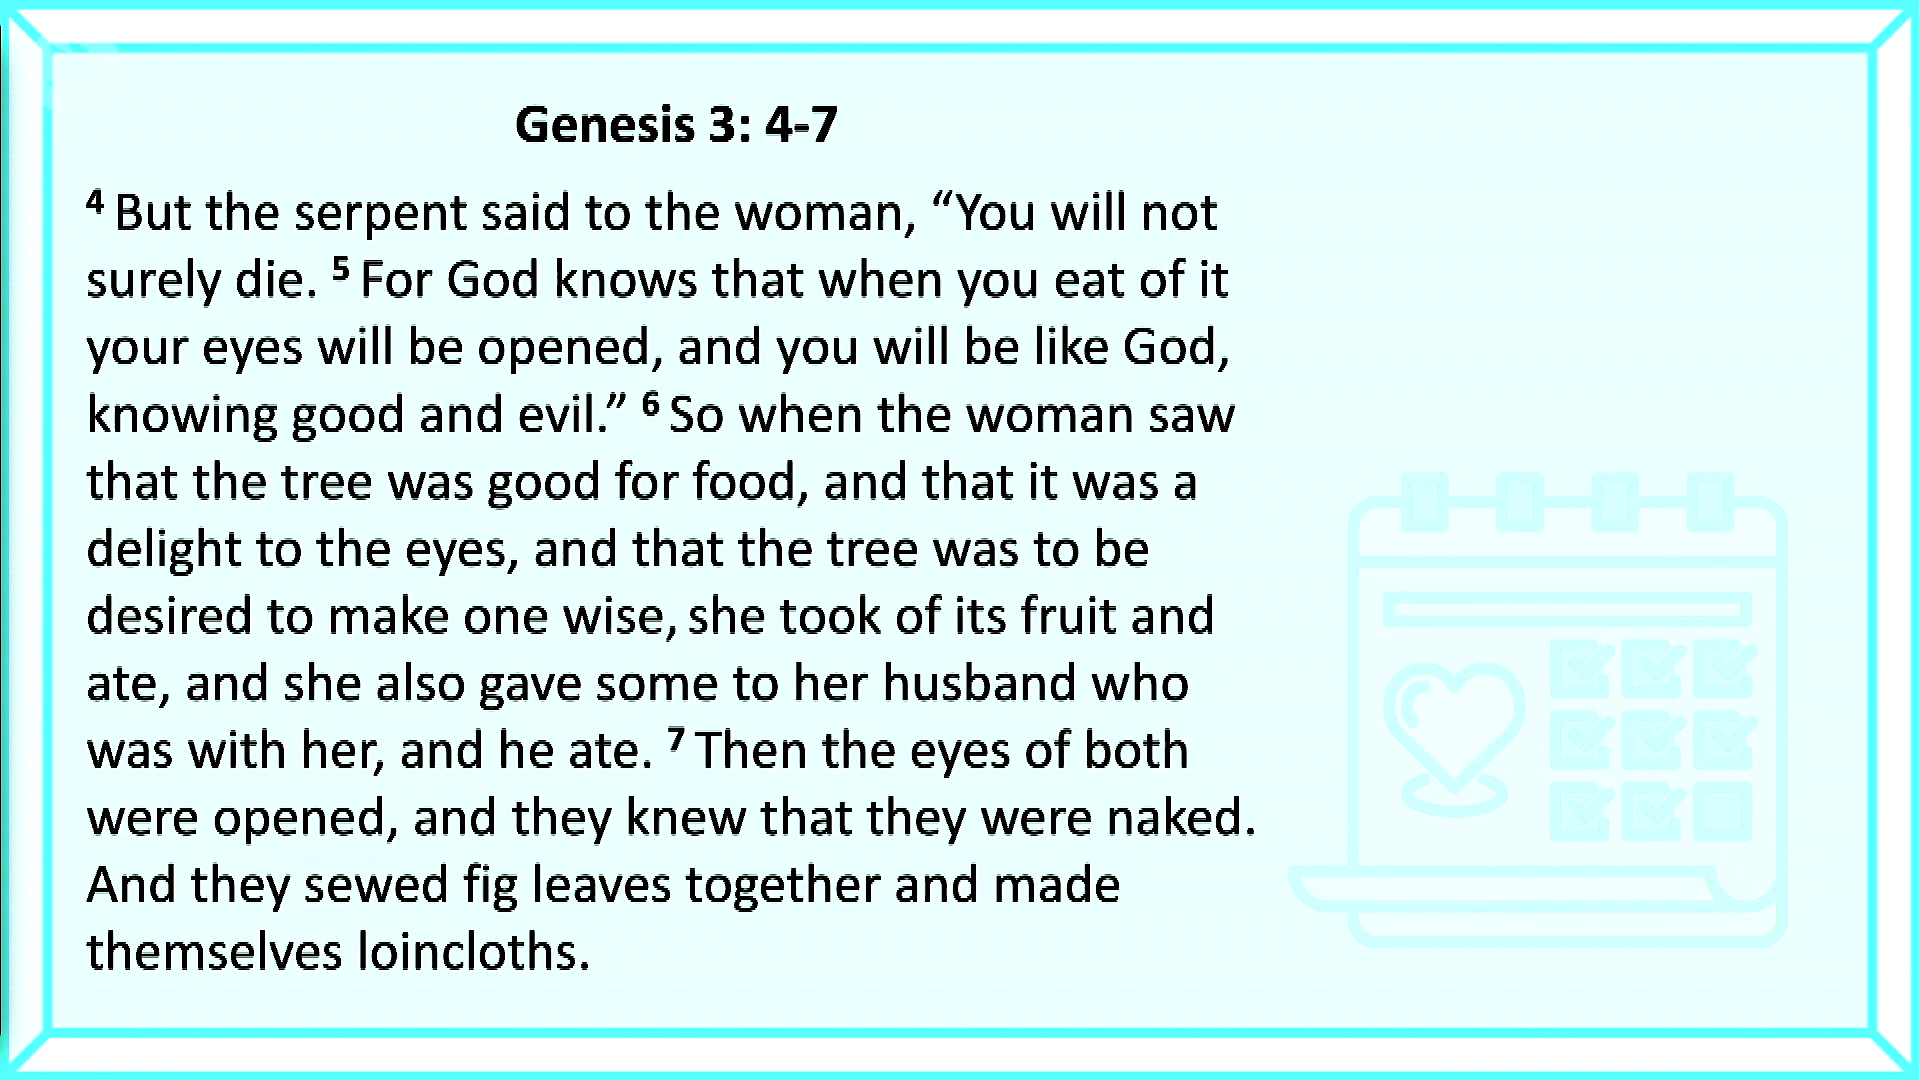 Genesis 3: 4-7
4 But the serpent said to the woman, “You will not
surely die. 5 For God knows that when you eat of it
your eyes will be opened, and you will be like God,
knowing good and evil.” 6 So when the woman saw
that the tree was good for food, and that it was a
delight to the eyes, and that the tree was to be
desired to make one wise, she took of its fruit and
ate, and she also gave some to her husband who
was with her, and he ate. 7 Then the eyes of both
were opened, and they knew that they were naked.
And they sewed fig leaves together and made
themselves loincloths.